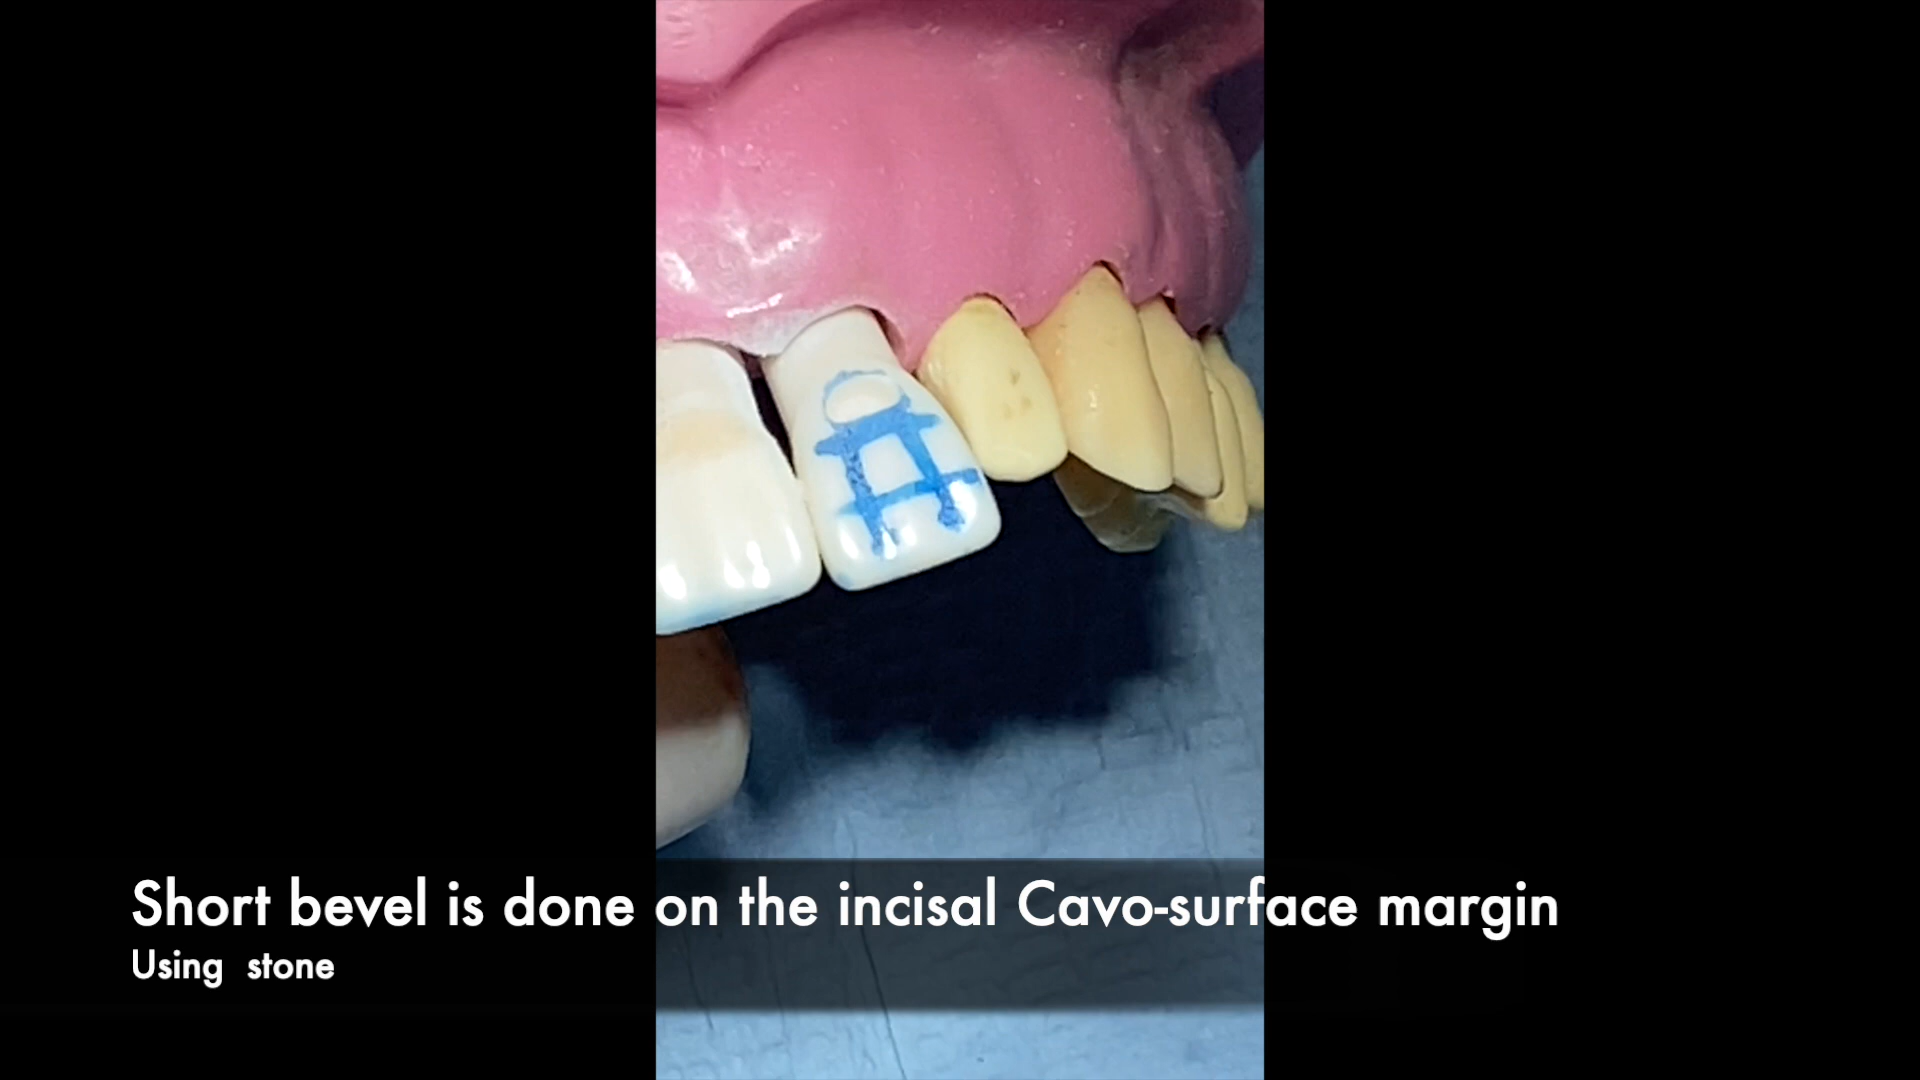 Short bevel is done on the incisal Cavo-surface margin
Using stone